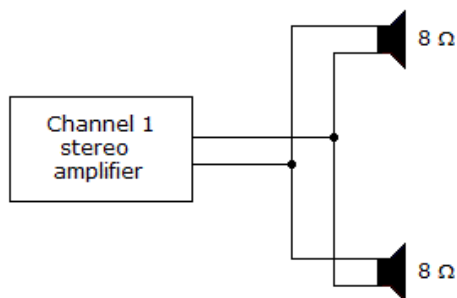 8 Ω
Channel 1
stereo
amplifier
8 Ω